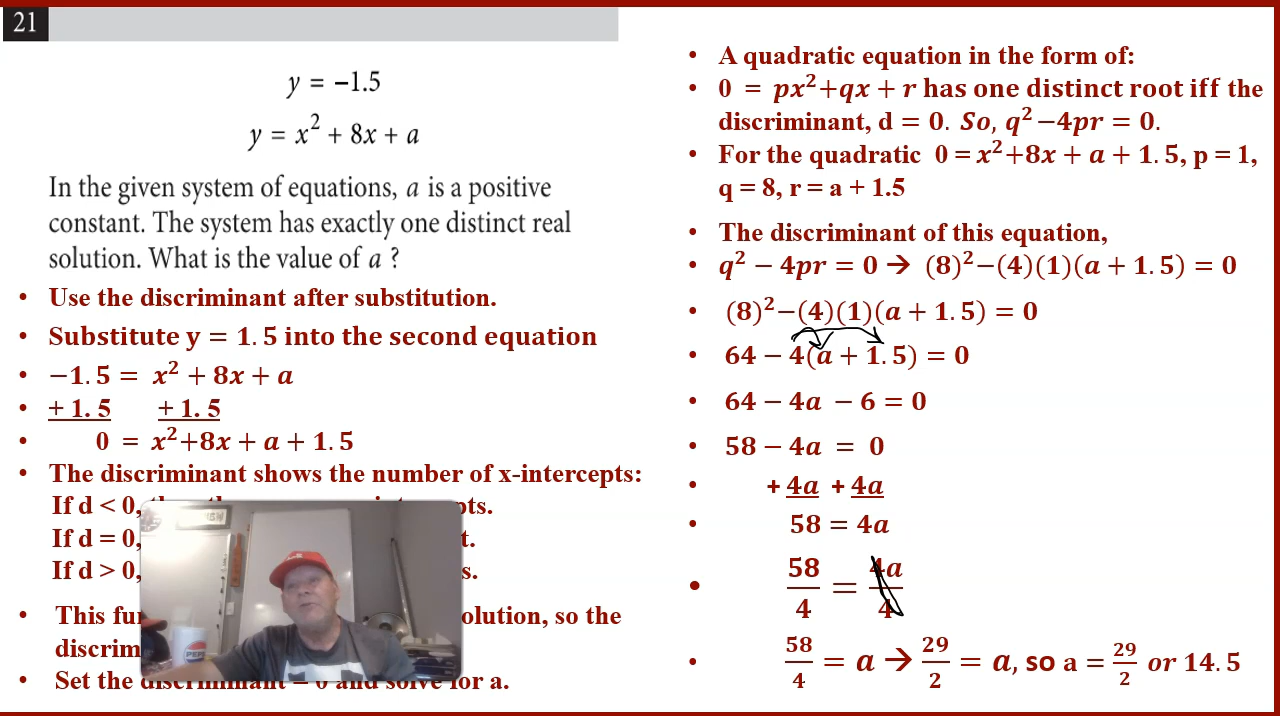 21
y = −1.5
y = x² + 8x + a
In the given system of equations, a is a positive
constant. The system has exactly one distinct real
solution. What is the value of a ?
• Use the discriminant after substitution.
• Substitute y = 1.5 into the second equation
• −1.5 = x² + 8x + a
• + 1.5 + 1.5
• 0 = x²+8x + a + 1.5
• The discriminant shows the number of x-intercepts:
If d < 0,
If d = 0,
If d > 0,
• This olution, so the
discrim
• Set the = 0 and solve for a.
• A quadratic equation in the form of:
• 0 = px²+qx + r has one distinct root iff the
discriminant, d = 0. So, q² −4pr = 0.
• For the quadratic 0 = x²+8x + a + 1.5, p = 1,
q = 8, r = a + 1.5
• The discriminant of this equation,
• q² − 4pr = 0 → (8)²−(4)(1)(a + 1.5) = 0
• (8)²−(4)(1)(a + 1.5) = 0
• 64 − 4(a + 1.5) = 0
• 64 − 4a − 6 = 0
• 58 − 4a = 0
• + 4a + 4a
• 58 = 4a
• 58/4 = 4a/4
• 58/4 = a → 29/2 = a, so a = 29/2 or 14.5